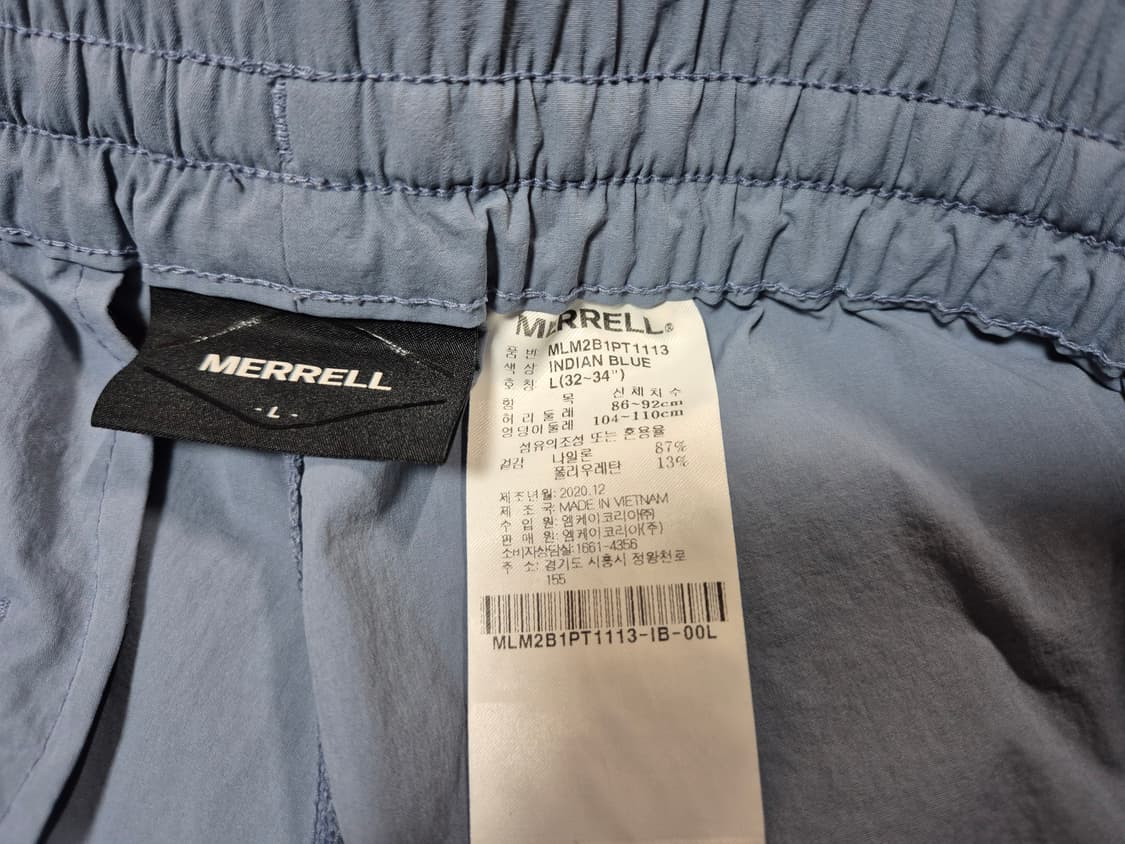 MERRELL
- L -
MERRELL®
품 번 MLM2B1PT1113
색 상 INDIAN BLUE
호 칭 L(32~34")
항 목 신 체 치 수
허 리 둘 레 86~92cm
엉덩이둘레 104~110cm
섬유의조성 또는 혼용율
겉감 나일론 87%
폴리우레탄 13%
제조년월: 2020.12
제 조 국: MADE IN VIETNAM
수 입 원: 엠케이코리아(주)
판 매 원: 엠케이코리아(주)
소비자상담실: 1661-4356
주 소: 경기도 시흥시 정왕천로
155
MLM2B1PT1113-IB-00L